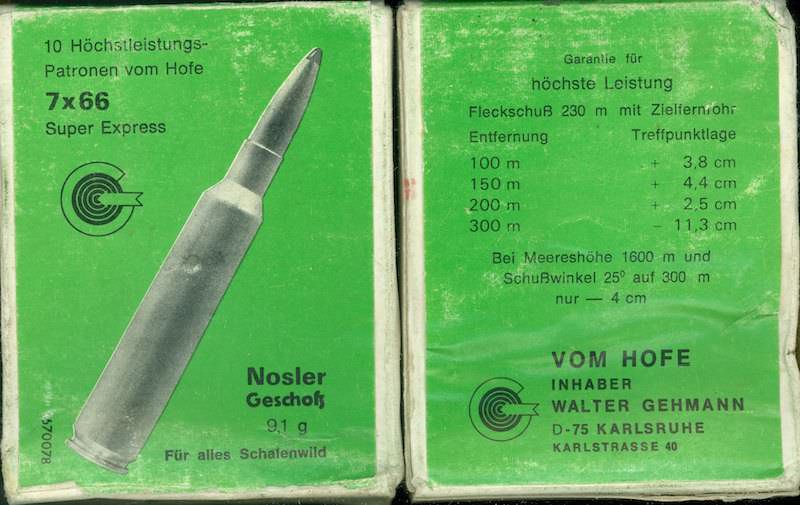 10 Höchstleistungs-
Patronen vom Hofe
7x66
Super Express
Nosler
Geschoß
9,1 g
Für alles Schalenwild
570078
Garantie für
höchste Leistung
Fleckschuß 230 m mit Zielfernrohr
Entfernung Treffpunktlage
100 m + 3,8 cm
150 m + 4,4 cm
200 m + 2,5 cm
300 m – 11,3 cm
Bei Meereshöhe 1600 m und
Schußwinkel 25° auf 300 m
nur — 4 cm
VOM HOFE
INHABER
WALTER GEHMANN
D-75 KARLSRUHE
KARLSTRASSE 40